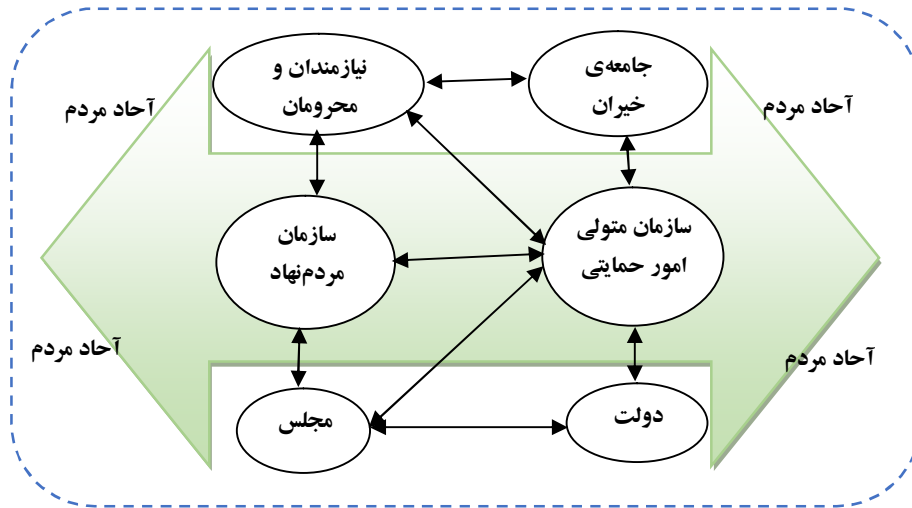 جامعه‌ی
خیران
نیازمندان و
محرومان
آحاد مردم
آحاد مردم
سازمان متولی
امور حمایتی
سازمان
مردم‌نهاد
آحاد مردم
آحاد مردم
دولت
مجلس